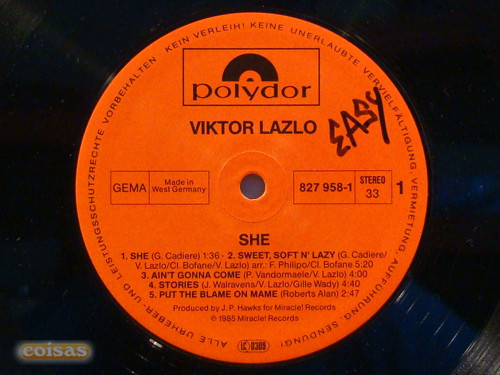 KEIN VERLEIH! KEINE UNERLAUBTE VERVIELFÄLTIGUNG, VERMIETUNG, AUFFÜHRUNG, SENDUNG!
ALLE URHEBER- UND LEISTUNGSSCHUTZRECHTE VORBEHALTEN
polydor
VIKTOR LAZLO
EASY
GEMA
Made in
West Germany
827 958-1
STEREO
33
1
SHE
1. SHE (G. Cadiere) 1:36 · 2. SWEET, SOFT N' LAZY (G. Cadiere/
V. Lazlo/Cl. Bofane/V. Lazlo) arr.: F. Philipo/Cl. Bofane 5:20
3. AIN'T GONNA COME (P. Vandormaele/V. Lazlo) 4:00
4. STORIES (J. Walravens/V. Lazlo/Gille Wady) 4:40
5. PUT THE BLAME ON MAME (Roberts Alan) 2:47
Produced by J. P. Hawks for Miracle! Records
℗ 1985 Miracle! Records
LC 0309
coisas